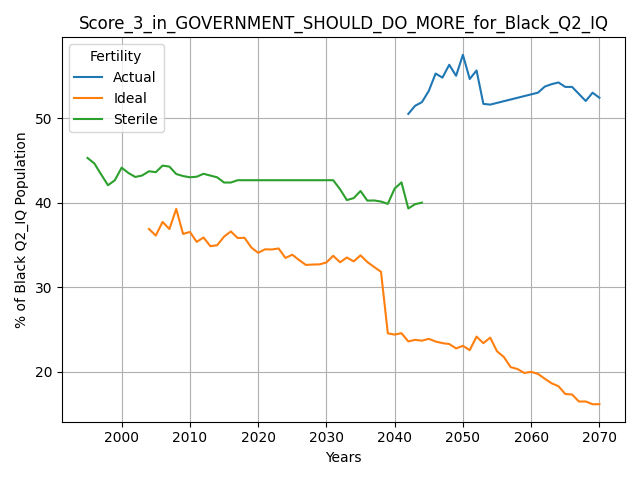 Score_3_in_GOVERNMENT_SHOULD_DO_MORE_for_Black_Q2_IQ
Fertility
Actual
Ideal
Sterile
% of Black Q2_IQ Population
50
40
30
20
2000 2010 2020 2030 2040 2050 2060 2070
Years